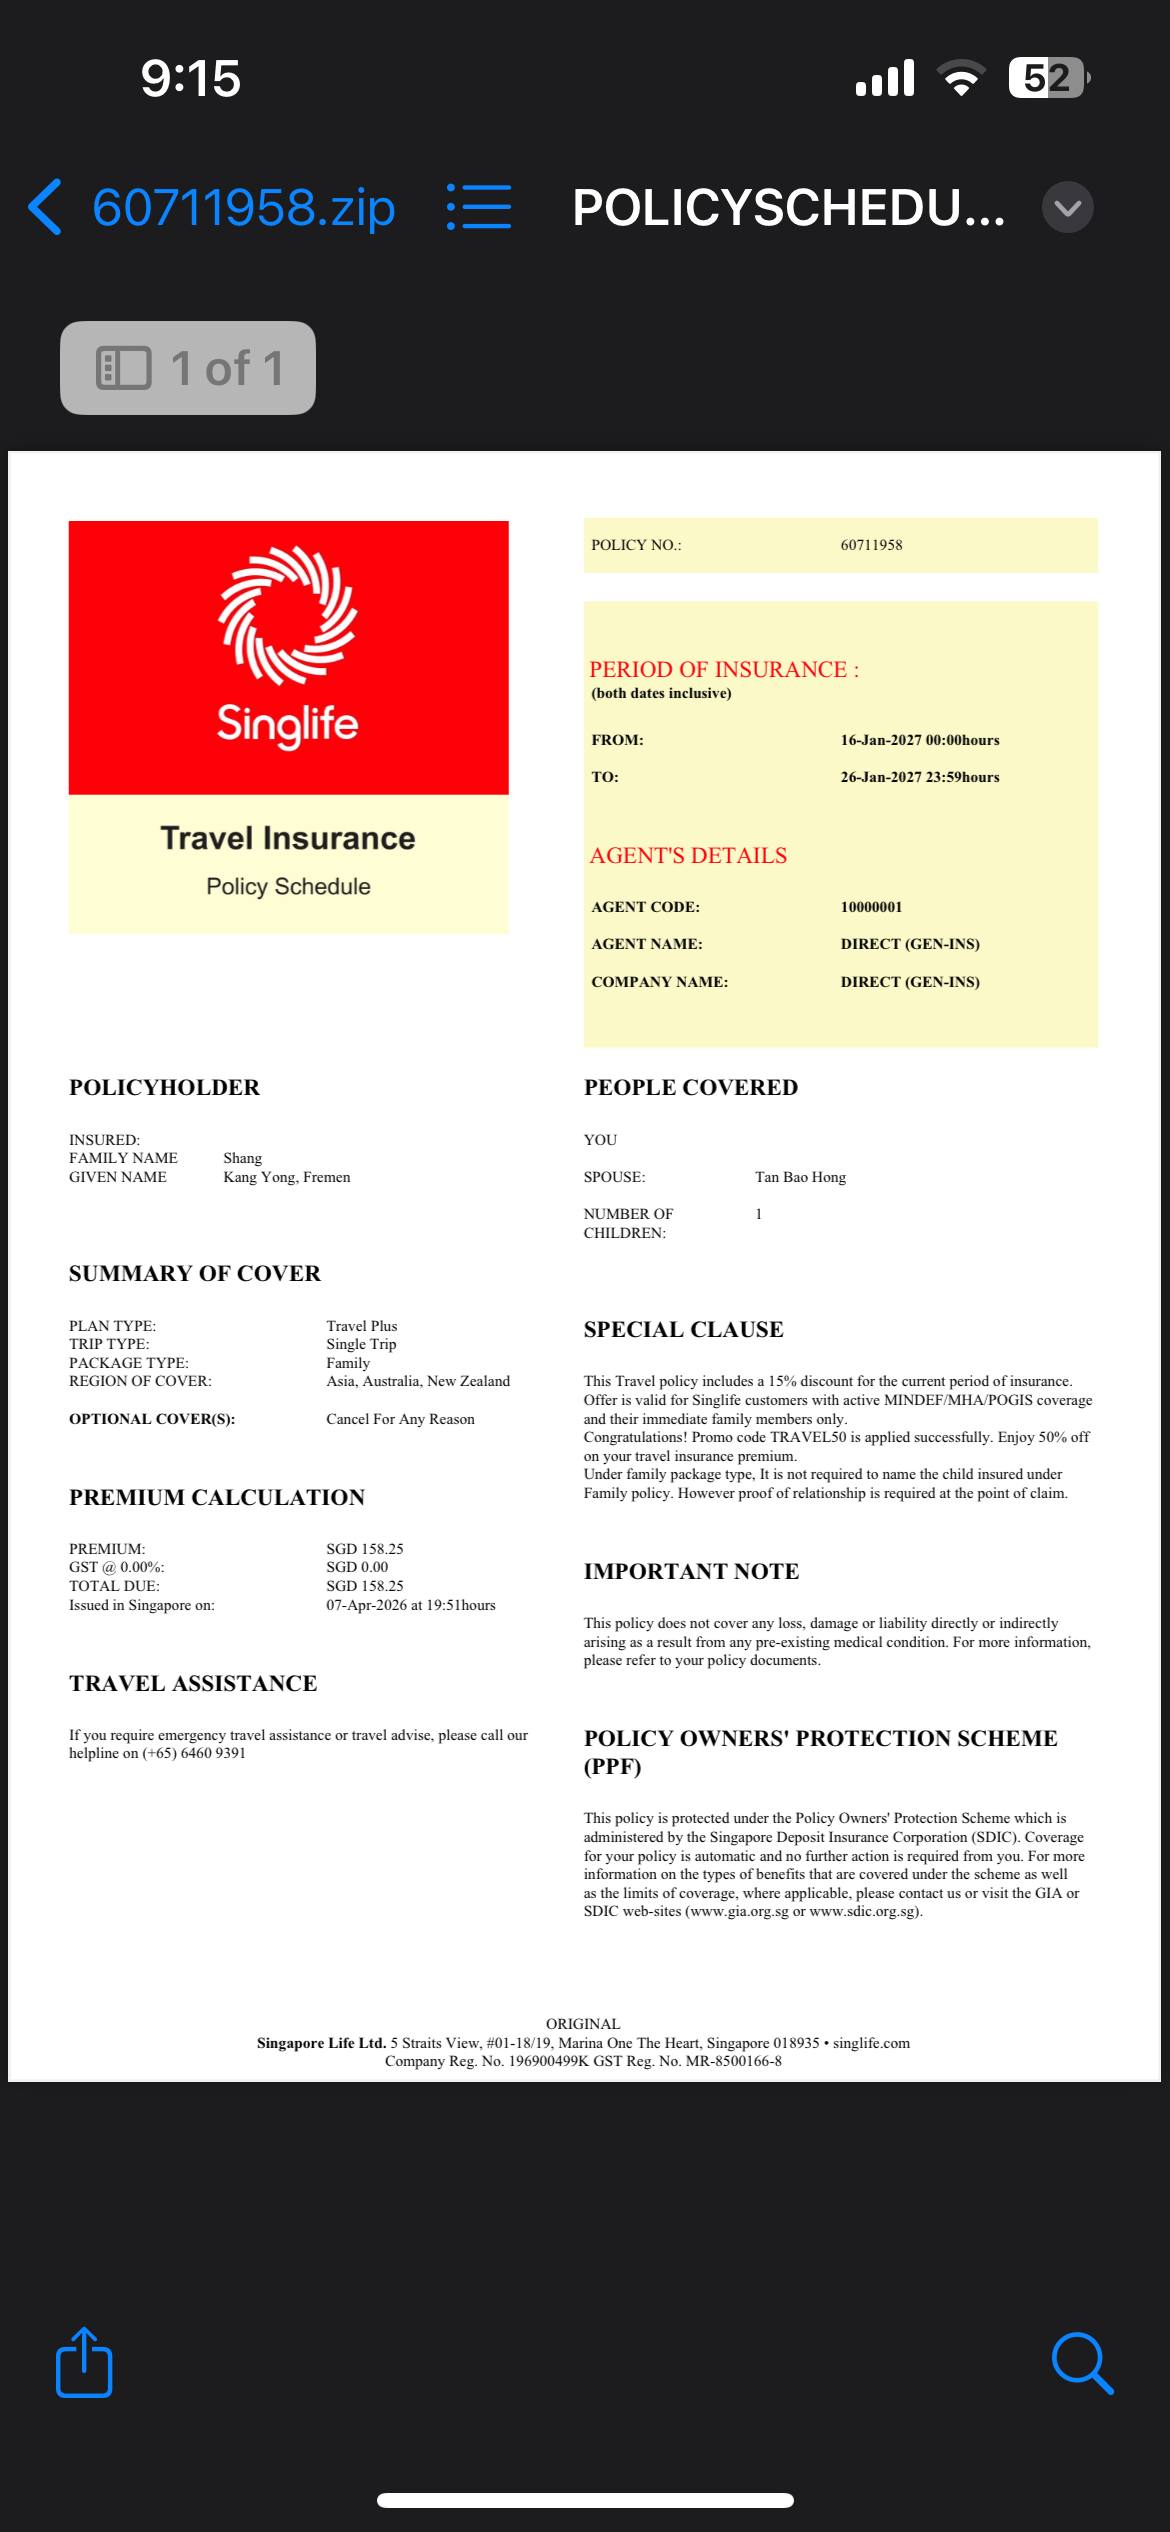 9:15
52
60711958.zip
POLICYSCHEDU...
1 of 1
Singlife
Travel Insurance
Policy Schedule
POLICY NO.: 60711958
PERIOD OF INSURANCE :
(both dates inclusive)
FROM: 16-Jan-2027 00:00hours
TO: 26-Jan-2027 23:59hours
AGENT'S DETAILS
AGENT CODE: 10000001
AGENT NAME: DIRECT (GEN-INS)
COMPANY NAME: DIRECT (GEN-INS)
POLICYHOLDER
INSURED:
FAMILY NAME Shang
GIVEN NAME Kang Yong, Fremen
PEOPLE COVERED
YOU
SPOUSE: Tan Bao Hong
NUMBER OF 1
CHILDREN:
SUMMARY OF COVER
PLAN TYPE: Travel Plus
TRIP TYPE: Single Trip
PACKAGE TYPE: Family
REGION OF COVER: Asia, Australia, New Zealand
OPTIONAL COVER(S): Cancel For Any Reason
PREMIUM CALCULATION
PREMIUM: SGD 158.25
GST @ 0.00%: SGD 0.00
TOTAL DUE: SGD 158.25
Issued in Singapore on: 07-Apr-2026 at 19:51hours
TRAVEL ASSISTANCE
If you require emergency travel assistance or travel advise, please call our
helpline on (+65) 6460 9391
SPECIAL CLAUSE
This Travel policy includes a 15% discount for the current period of insurance.
Offer is valid for Singlife customers with active MINDEF/MHA/POGIS coverage
and their immediate family members only.
Congratulations! Promo code TRAVEL50 is applied successfully. Enjoy 50% off
on your travel insurance premium.
Under family package type, It is not required to name the child insured under
Family policy. However proof of relationship is required at the point of claim.
IMPORTANT NOTE
This policy does not cover any loss, damage or liability directly or indirectly
arising as a result from any pre-existing medical condition. For more information,
please refer to your policy documents.
POLICY OWNERS' PROTECTION SCHEME
(PPF)
This policy is protected under the Policy Owners' Protection Scheme which is
administered by the Singapore Deposit Insurance Corporation (SDIC). Coverage
for your policy is automatic and no further action is required from you. For more
information on the types of benefits that are covered under the scheme as well
as the limits of coverage, where applicable, please contact us or visit the GIA or
SDIC web-sites (www.gia.org.sg or www.sdic.org.sg).
ORIGINAL
Singapore Life Ltd. 5 Straits View, #01-18/19, Marina One The Heart, Singapore 018935 • singlife.com
Company Reg. No. 196900499K GST Reg. No. MR-8500166-8